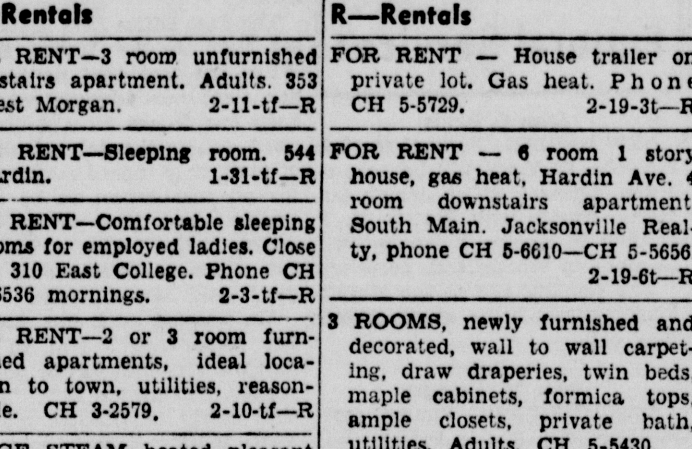 Rentals
RENT—3 room unfurnished
stairs apartment. Adults. 353
est Morgan. 2-11-tf—R
RENT—Sleeping room. 544
rdin. 1-31-tf—R
RENT—Comfortable sleeping
oms for employed ladies. Close
310 East College. Phone CH
6536 mornings. 2-3-tf—R
RENT—2 or 3 room furn-
ed apartments, ideal loca-
n to town, utilities, reason-
e. CH 3-2579. 2-10-tf—R
STEAM heated pleasant
R—Rentals
FOR RENT — House trailer on
private lot. Gas heat. Phone
CH 5-5729. 2-19-3t—R
FOR RENT — 6 room 1 story
house, gas heat, Hardin Ave. 4
room downstairs apartment
South Main. Jacksonville Real-
ty, phone CH 5-6610—CH 5-5656
2-19-6t—R
3 ROOMS, newly furnished and
decorated, wall to wall carpet-
ing, draw draperies, twin beds
maple cabinets, formica tops
ample closets, private bath,
utilities. Adults. CH 5-5430